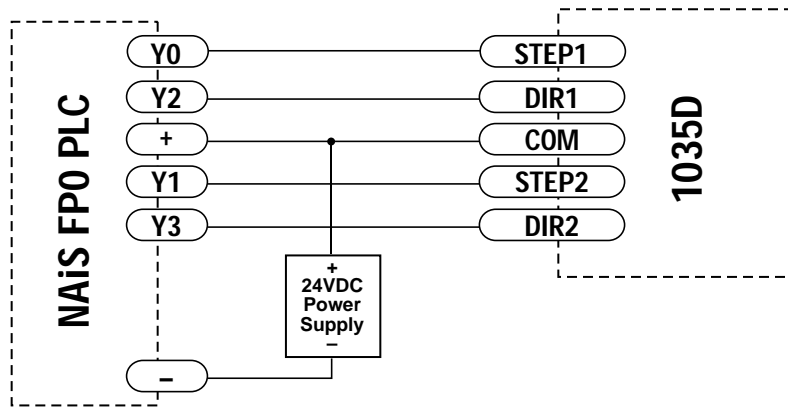 NAiS FP0 PLC
Y0
Y2
+
Y1
Y3
–
STEP1
DIR1
COM
STEP2
DIR2
1035D
+
24VDC
Power
Supply
–